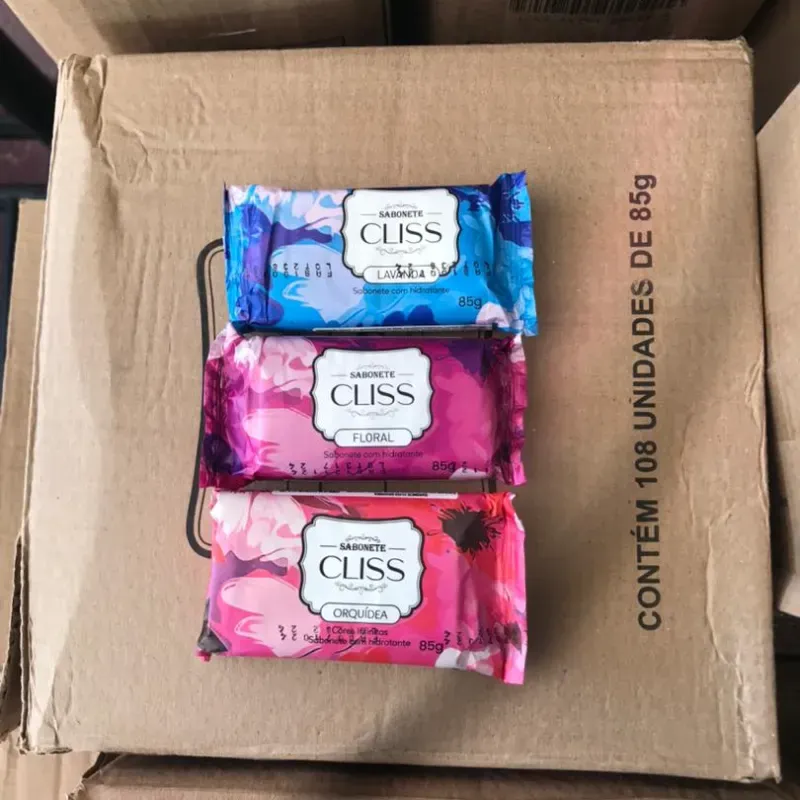 SABONETE
CLISS
LAVANDA
Sabonete com hidratante
85g
SABONETE
CLISS
FLORAL
Sabonete com hidratante
85g
SABONETE
CLISS
ORQUÍDEA
Sabonete com hidratante
85g
CONTÉM 108 UNIDADES DE 85g